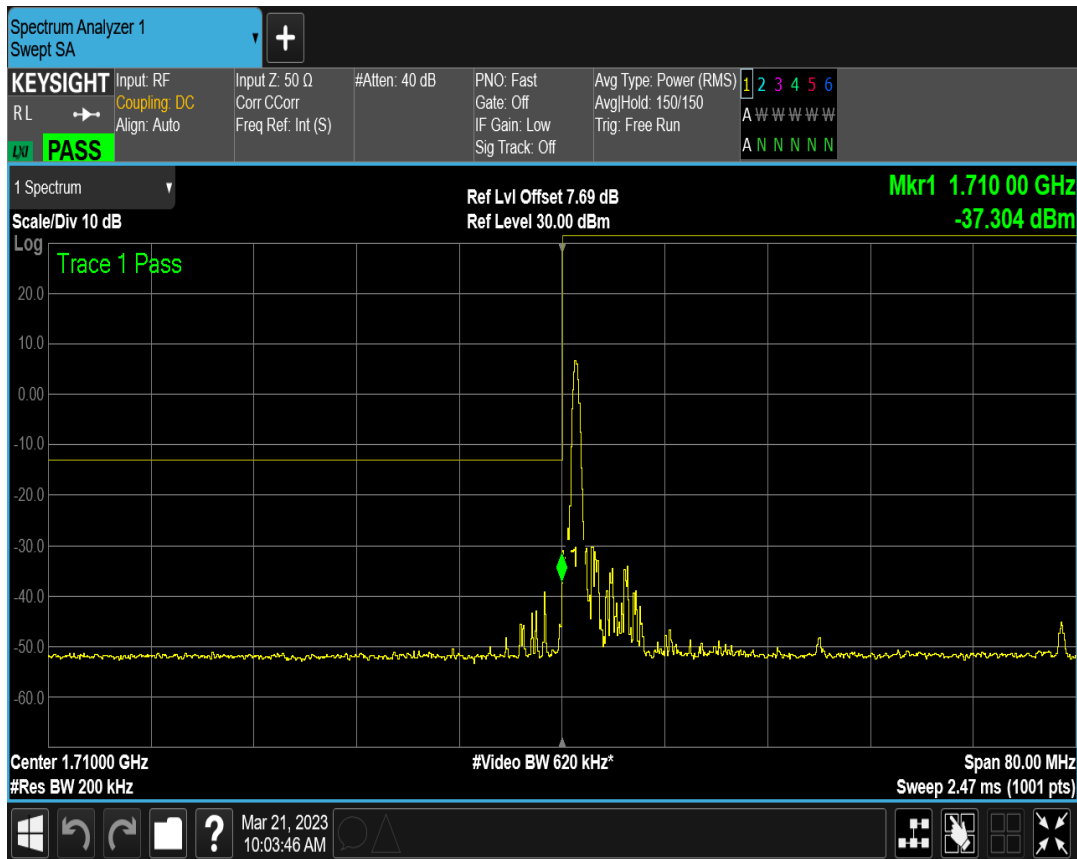 Spectrum Analyzer 1
Swept SA
+
KEYSIGHT Input: RF Input Z: 50 Ω #Atten: 40 dB PNO: Fast Avg Type: Power (RMS) 1 2 3 4 5 6
R L Coupling: DC Corr CCorr Gate: Off Avg|Hold: 150/150 A W W W W W
Align: Auto Freq Ref: Int (S) IF Gain: Low Trig: Free Run
LXI PASS Sig Track: Off A N N N N N
1 Spectrum
Ref Lvl Offset 7.69 dB
Mkr1 1.710 00 GHz
Scale/Div 10 dB Ref Level 30.00 dBm -37.304 dBm
Log
Trace 1 Pass
20.0
10.0
0.00
-10.0
-20.0
-30.0
-40.0
-50.0
-60.0
Center 1.71000 GHz #Video BW 620 kHz* Span 80.00 MHz
#Res BW 200 kHz Sweep 2.47 ms (1001 pts)
? Mar 21, 2023
10:03:46 AM